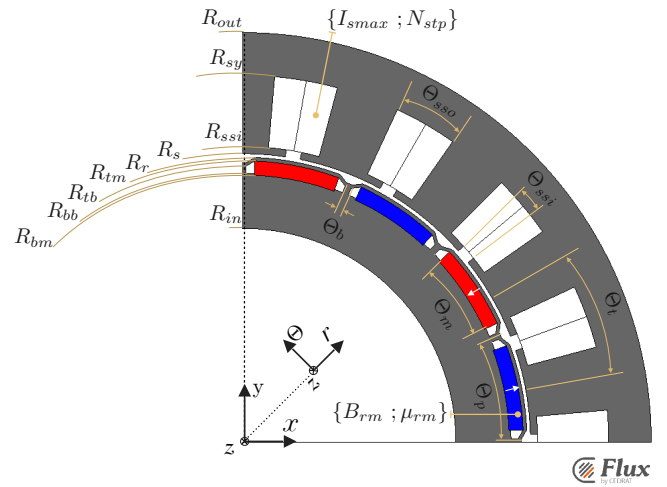 R_out
{I_smax ; N_stp}
R_sy
Θ_sso
R_ssi
R_s
R_r
R_tm
R_tb
R_bb
R_bm
R_in
Θ_ssi
Θ_b
Θ_m
Θ_t
Θ_p
Θ
r
z
y
x
z
{B_rm ; μ_rm}
Flux
by CEDRAT